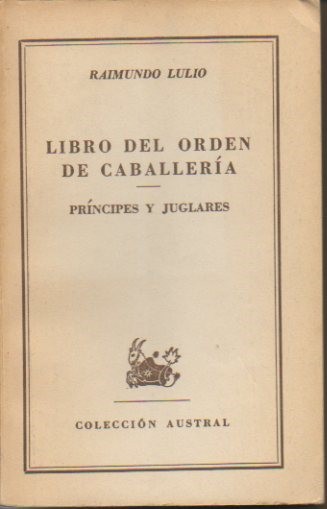 RAIMUNDO LULIO
LIBRO DEL ORDEN
DE CABALLERÍA
PRÍNCIPES Y JUGLARES
COLECCIÓN AUSTRAL